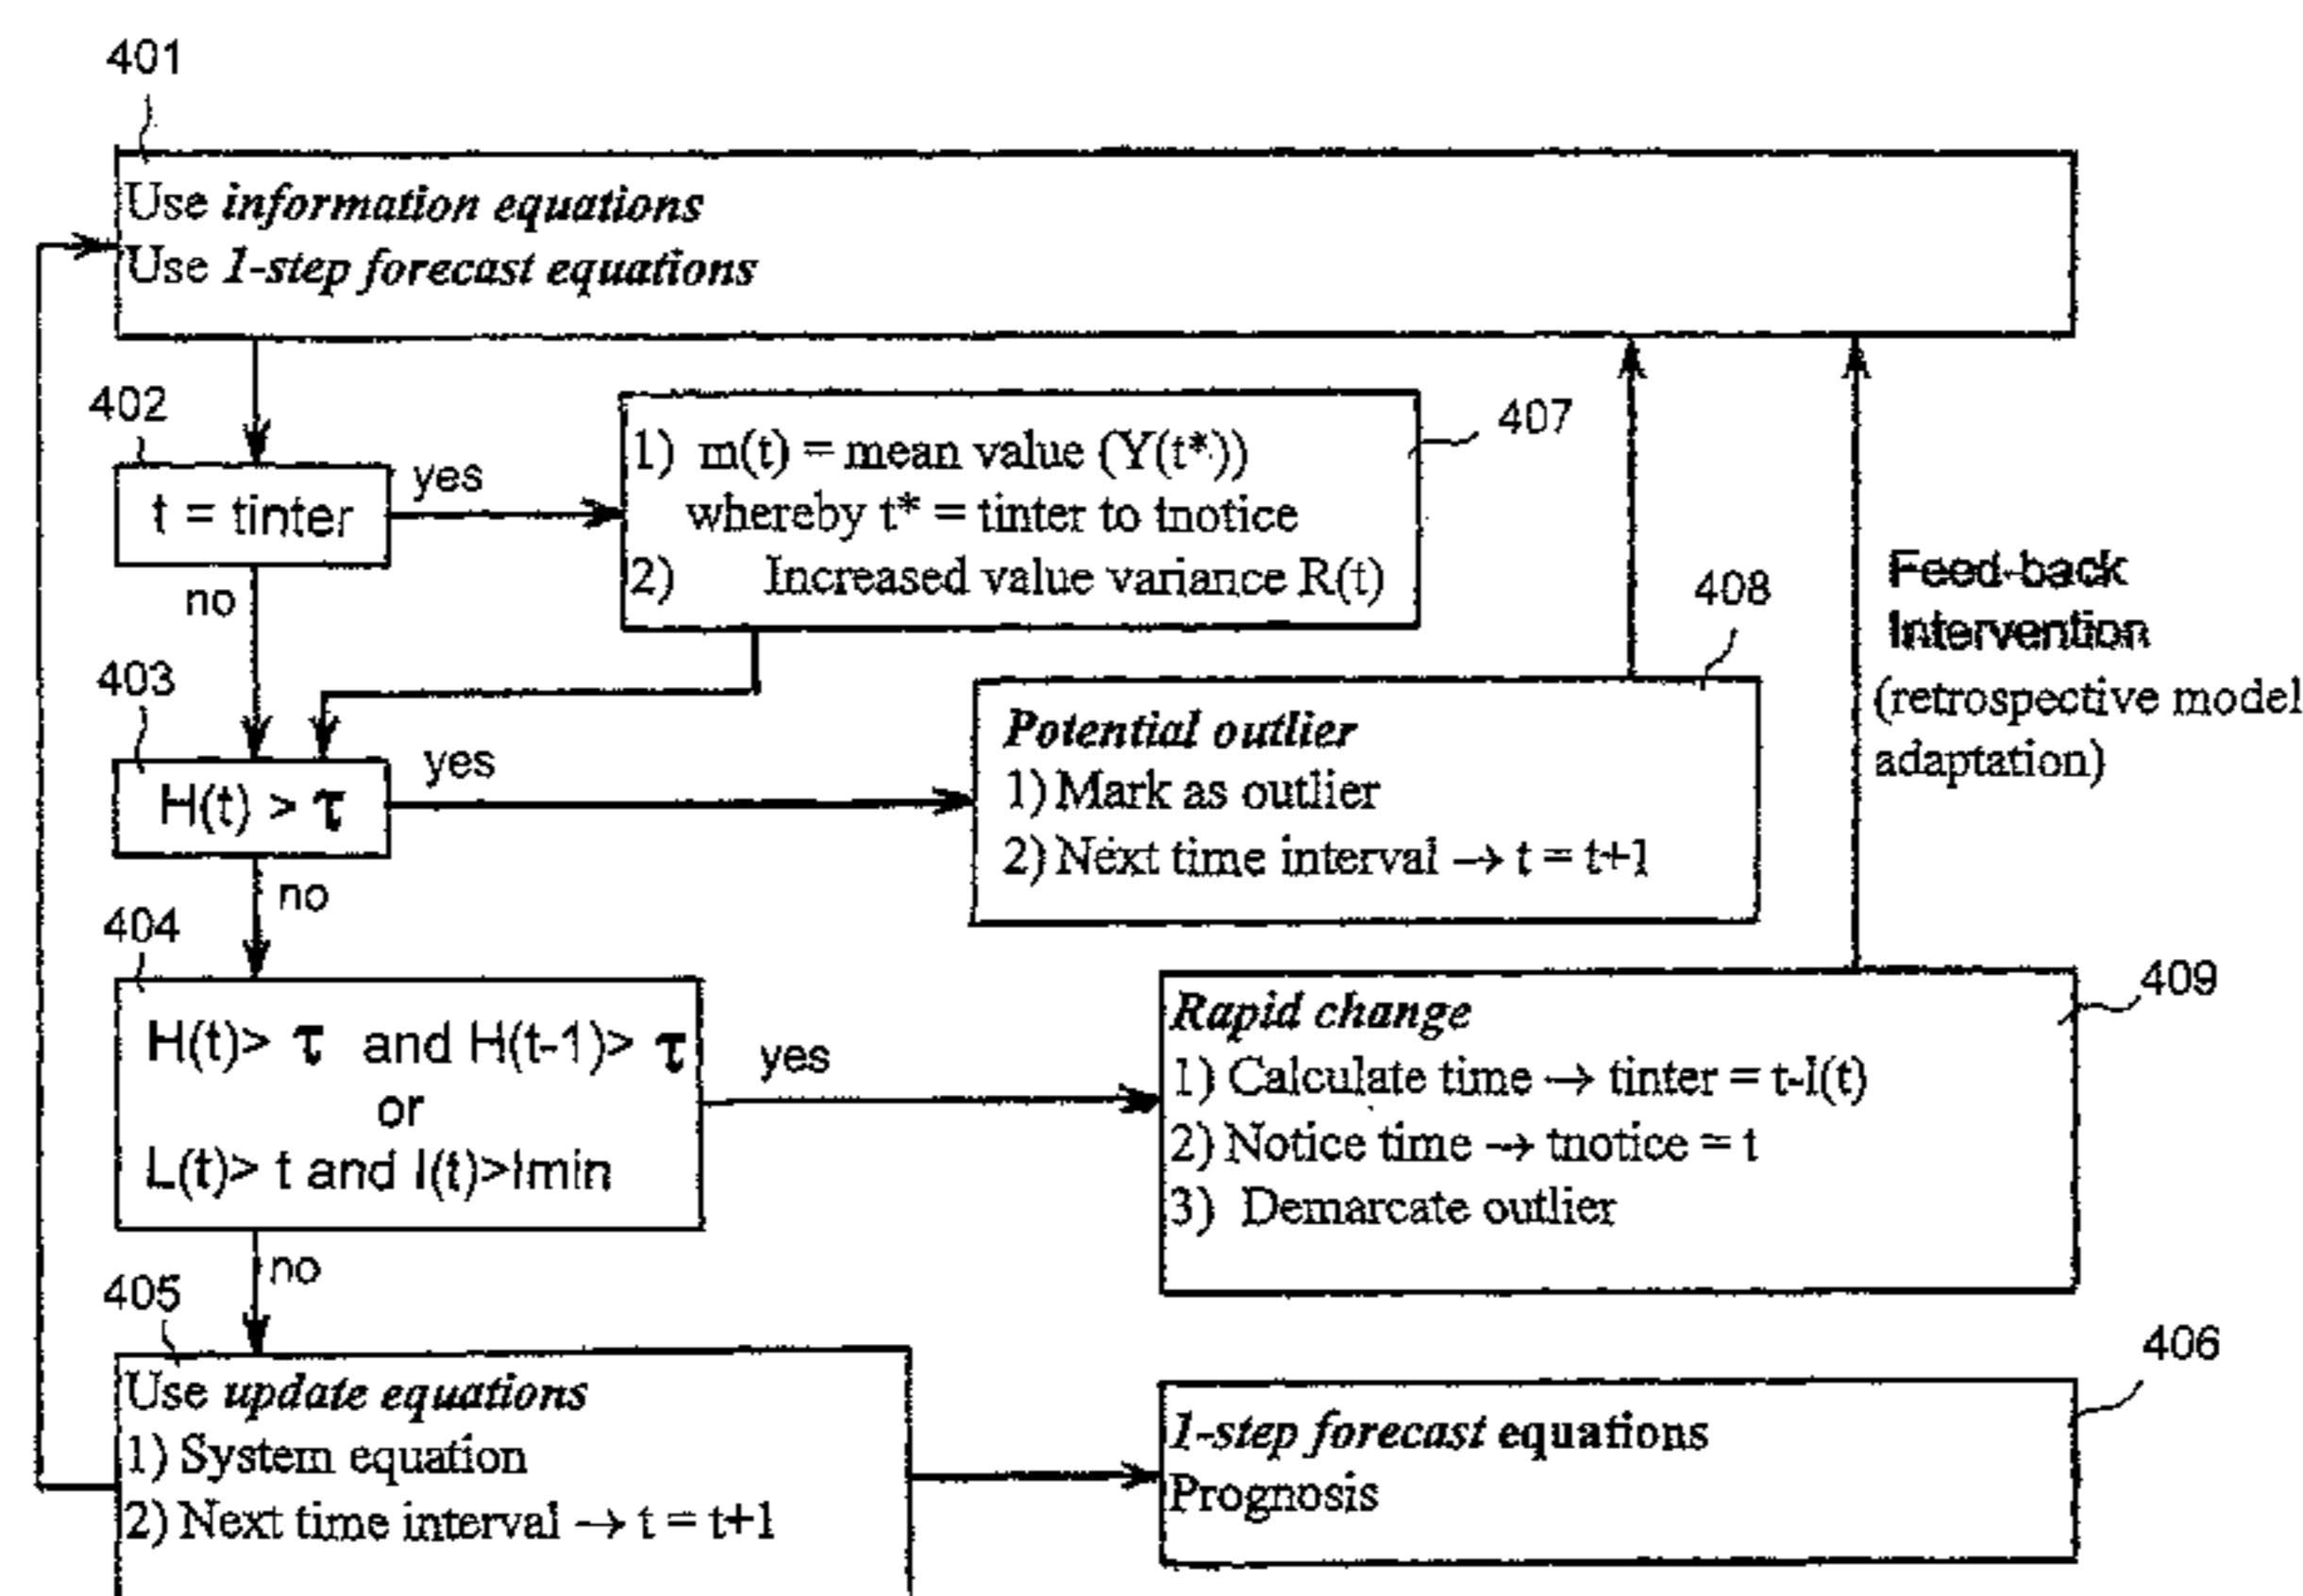 401
Use information equations
Use 1-step forecast equations
402
t = tinter
yes
no
1) m(t) = mean value (Y(t*))
whereby t* = tinter to tnotice
2) Increased value variance R(t)
407
408
Feed-back
Intervention
(retrospective model
adaptation)
403
H(t) > τ
yes
no
Potential outlier
1) Mark as outlier
2) Next time interval → t = t+1
404
H(t)> τ and H(t-1)> τ
or
L(t)> t and l(t)>lmin
yes
no
Rapid change
1) Calculate time → tinter = t-l(t)
2) Notice time → tnotice = t
3) Demarcate outlier
409
405
Use update equations
1) System equation
2) Next time interval → t = t+1
406
1-step forecast equations
Prognosis